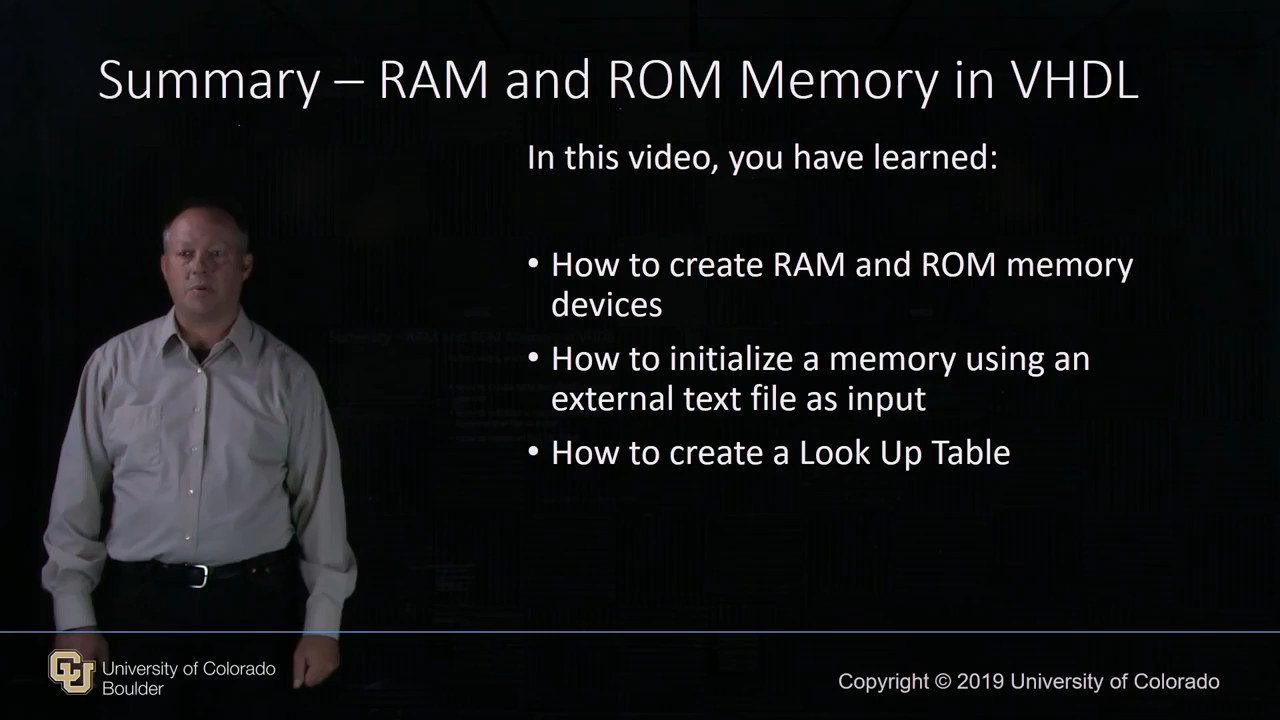 Summary – RAM and ROM Memory in VHDL
In this video, you have learned:
• How to create RAM and ROM memory
devices
• How to initialize a memory using an
external text file as input
• How to create a Look Up Table
CU
University of Colorado
Boulder
Copyright © 2019 University of Colorado